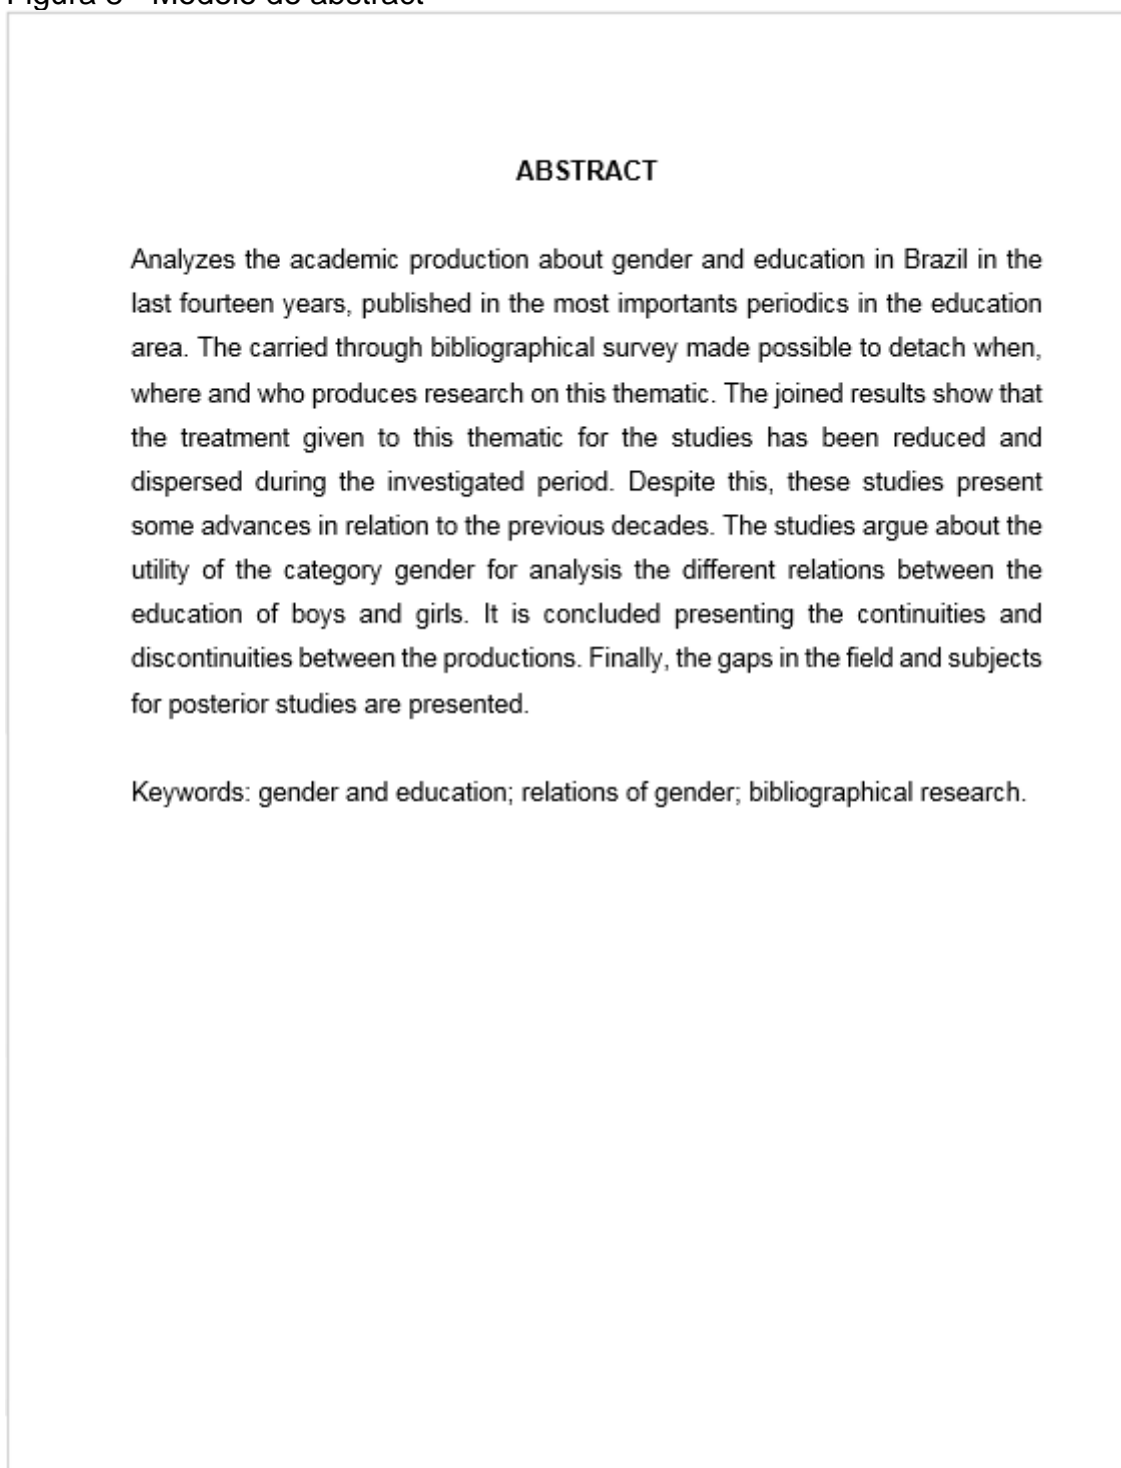 Modelo de abstract
ABSTRACT
Analyzes the academic production about gender and education in Brazil in the
last fourteen years, published in the most importants periodics in the education
area. The carried through bibliographical survey made possible to detach when,
where and who produces research on this thematic. The joined results show that
the treatment given to this thematic for the studies has been reduced and
dispersed during the investigated period. Despite this, these studies present
some advances in relation to the previous decades. The studies argue about the
utility of the category gender for analysis the different relations between the
education of boys and girls. It is concluded presenting the continuities and
discontinuities between the productions. Finally, the gaps in the field and subjects
for posterior studies are presented.
Keywords: gender and education; relations of gender; bibliographical research.